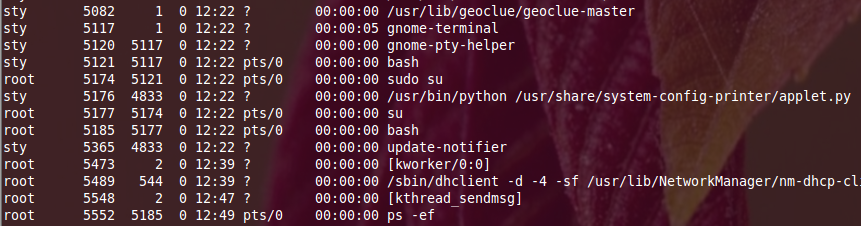 sty 5082 1 0 12:22 ? 00:00:00 /usr/lib/geoclue/geoclue-master
sty 5117 1 0 12:22 ? 00:00:05 gnome-terminal
sty 5120 5117 0 12:22 ? 00:00:00 gnome-pty-helper
sty 5121 5117 0 12:22 pts/0 00:00:00 bash
root 5174 5121 0 12:22 pts/0 00:00:00 sudo su
sty 5176 4833 0 12:22 ? 00:00:00 /usr/bin/python /usr/share/system-config-printer/applet.py
root 5177 5174 0 12:22 pts/0 00:00:00 su
root 5185 5177 0 12:22 pts/0 00:00:00 bash
sty 5365 4833 0 12:22 ? 00:00:00 update-notifier
root 5473 2 0 12:39 ? 00:00:00 [kworker/0:0]
root 5489 544 0 12:39 ? 00:00:00 /sbin/dhclient -d -4 -sf /usr/lib/NetworkManager/nm-dhcp-cl
root 5548 2 0 12:47 ? 00:00:00 [kthread_sendmsg]
root 5552 5185 0 12:49 pts/0 00:00:00 ps -ef